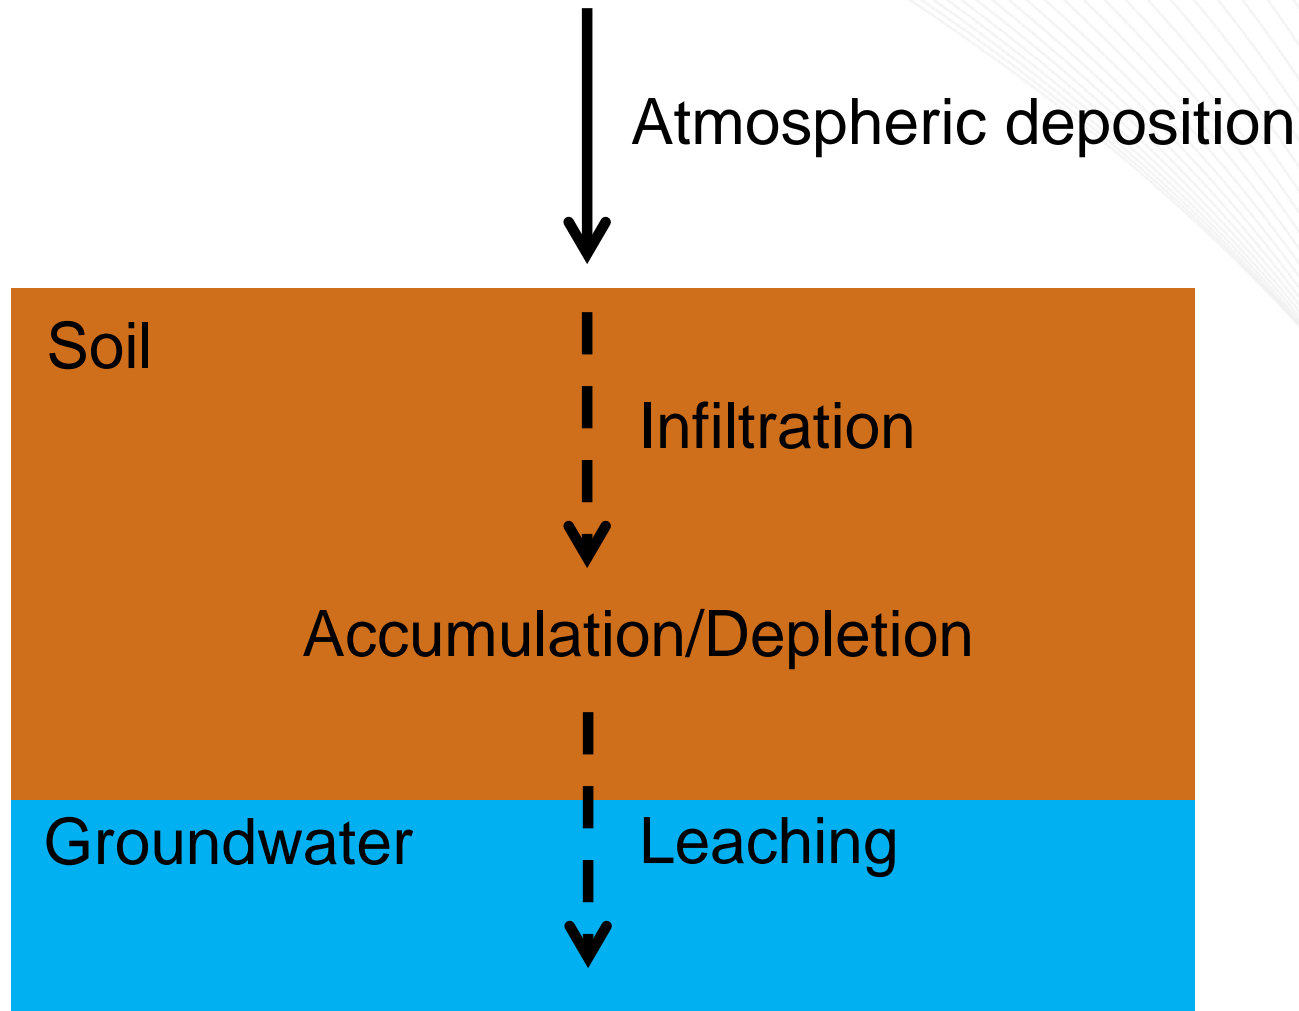 Atmospheric deposition
Soil
Infiltration
Accumulation/Depletion
Groundwater
Leaching